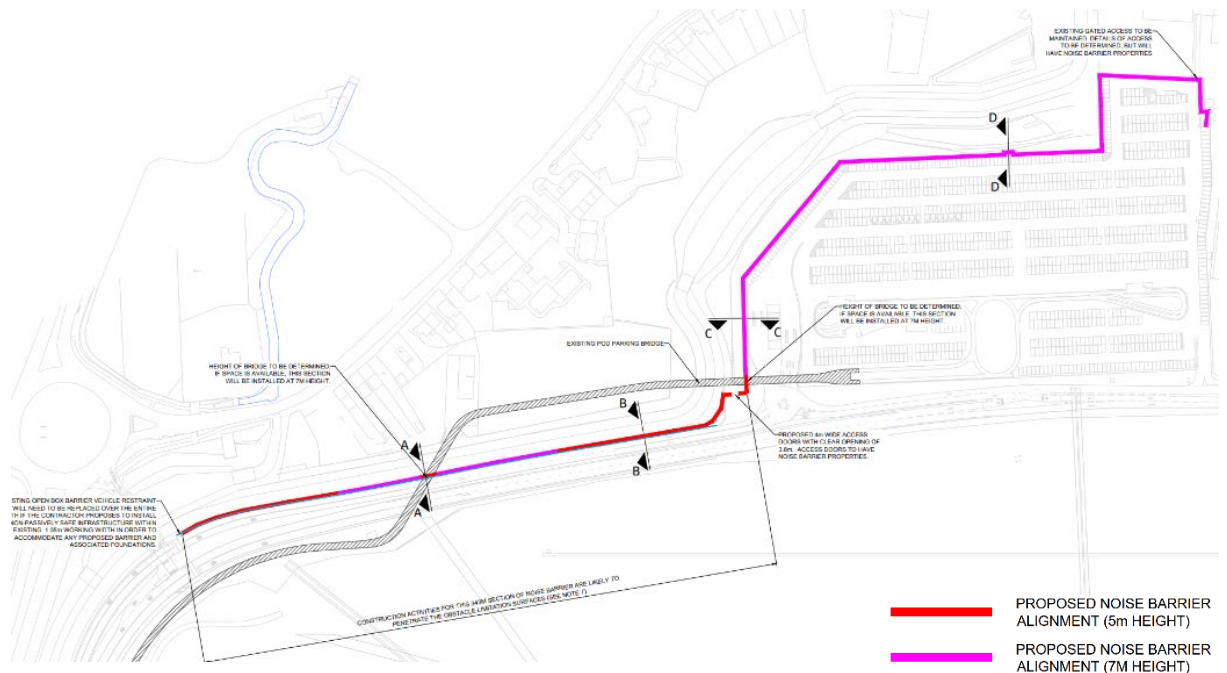 EXISTING GATED ACCESS TO BE
MAINTAINED. DETAILS OF ACCESS
TO BE DETERMINED, BUT WILL
HAVE NOISE BARRIER PROPERTIES
D
D
HEIGHT OF BRIDGE TO BE DETERMINED.
IF SPACE IS AVAILABLE, THIS SECTION
WILL BE INSTALLED AT 7M HEIGHT.
C
C
EXISTING POD PARKING BRIDGE
HEIGHT OF BRIDGE TO BE DETERMINED.
IF SPACE IS AVAILABLE, THIS SECTION
WILL BE INSTALLED AT 7M HEIGHT.
B
B
A
A
PROPOSED 4m WIDE ACCESS
DOORS WITH CLEAR OPENING OF
3.8m. ACCESS DOORS TO HAVE
NOISE BARRIER PROPERTIES.
STING OPEN BOX BARRIER VEHICLE RESTRAINT
WILL NEED TO BE REPLACED OVER THE ENTIRE
TH IF THE CONTRACTOR PROPOSES TO INSTALL
NON-PASSIVELY SAFE INFRASTRUCTURE WITHIN
EXISTING WORKING WIDTH IN ORDER TO
ACCOMMODATE ANY PROPOSED BARRIER AND
ASSOCIATED FOUNDATIONS.
CONSTRUCTION ACTIVITIES FOR THIS SECTION OF NOISE BARRIER ARE LIKELY TO
PENETRATE THE OBSTACLE LIMITATION SURFACES (SEE NOTE
PROPOSED NOISE BARRIER
ALIGNMENT (5m HEIGHT)
PROPOSED NOISE BARRIER
ALIGNMENT (7M HEIGHT)